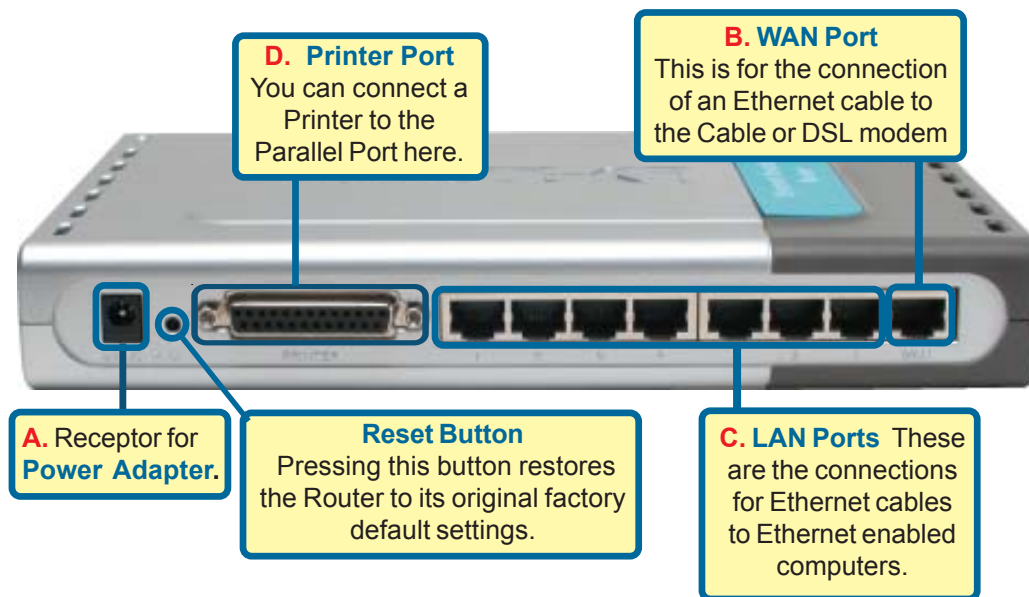 D. Printer Port
You can connect a
Printer to the
Parallel Port here.
B. WAN Port
This is for the connection
of an Ethernet cable to
the Cable or DSL modem
PRINTER
A. Receptor for
Power Adapter.
Reset Button
Pressing this button restores
the Router to its original factory
default settings.
C. LAN Ports These
are the connections
for Ethernet cables
to Ethernet enabled
computers.